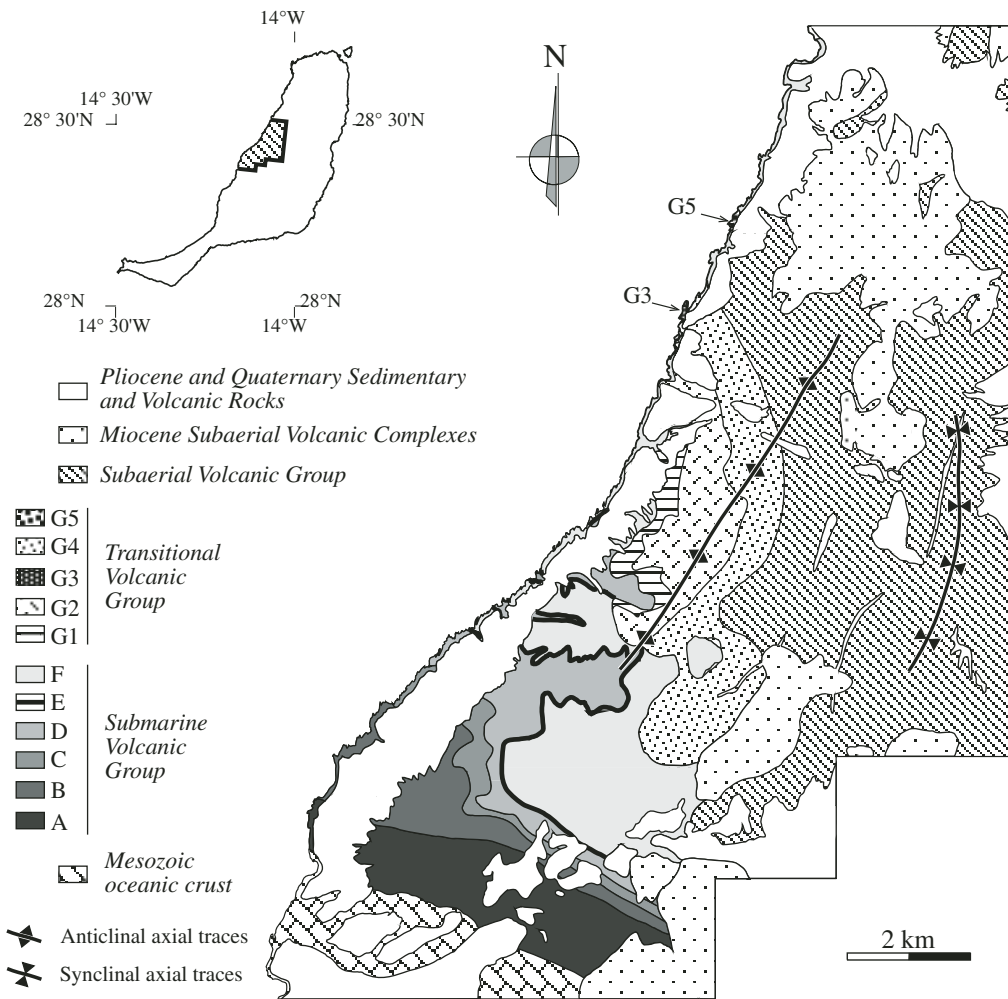 14°W
14° 30'W
28° 30'N
28° 30'N
28°N
14° 30'W
28°N
14°W
N
G5
G3
Pliocene and Quaternary Sedimentary
and Volcanic Rocks
Miocene Subaerial Volcanic Complexes
Subaerial Volcanic Group
G5
G4
G3
G2
G1
Transitional
Volcanic
Group
F
E
D
C
B
A
Submarine
Volcanic
Group
Mesozoic
oceanic crust
Anticlinal axial traces
Synclinal axial traces
2 km